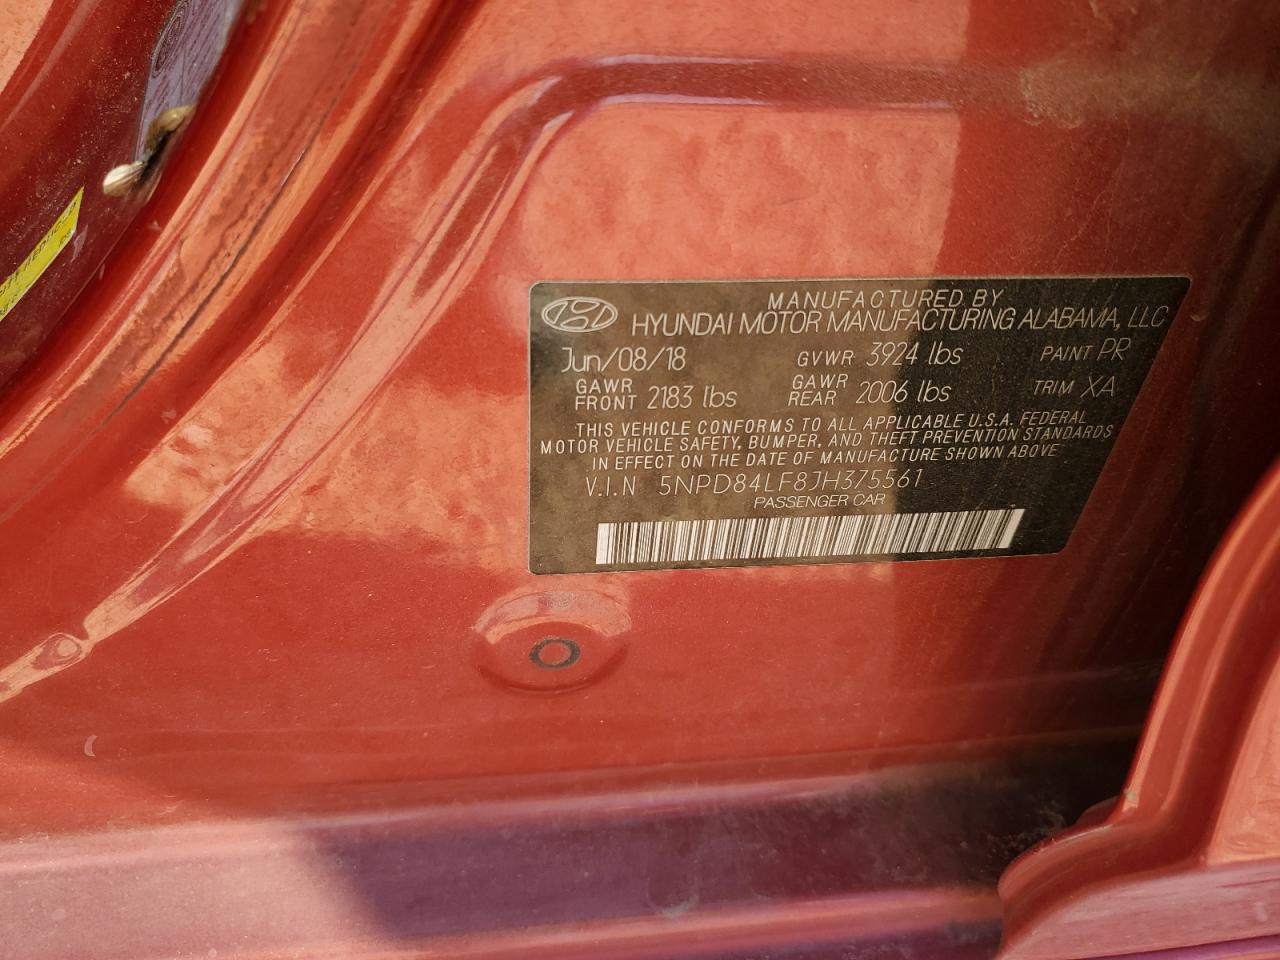 MANUFACTURED BY
HYUNDAI MOTOR MANUFACTURING ALABAMA, LLC
Jun/08/18 GVWR 3924 lbs PAINT PR
GAWR FRONT 2183 lbs GAWR REAR 2006 lbs TRIM XA
THIS VEHICLE CONFORMS TO ALL APPLICABLE U.S.A. FEDERAL
MOTOR VEHICLE SAFETY, BUMPER, AND THEFT PREVENTION STANDARDS
IN EFFECT ON THE DATE OF MANUFACTURE SHOWN ABOVE
V.I.N 5NPD84LF8JH375561
PASSENGER CAR